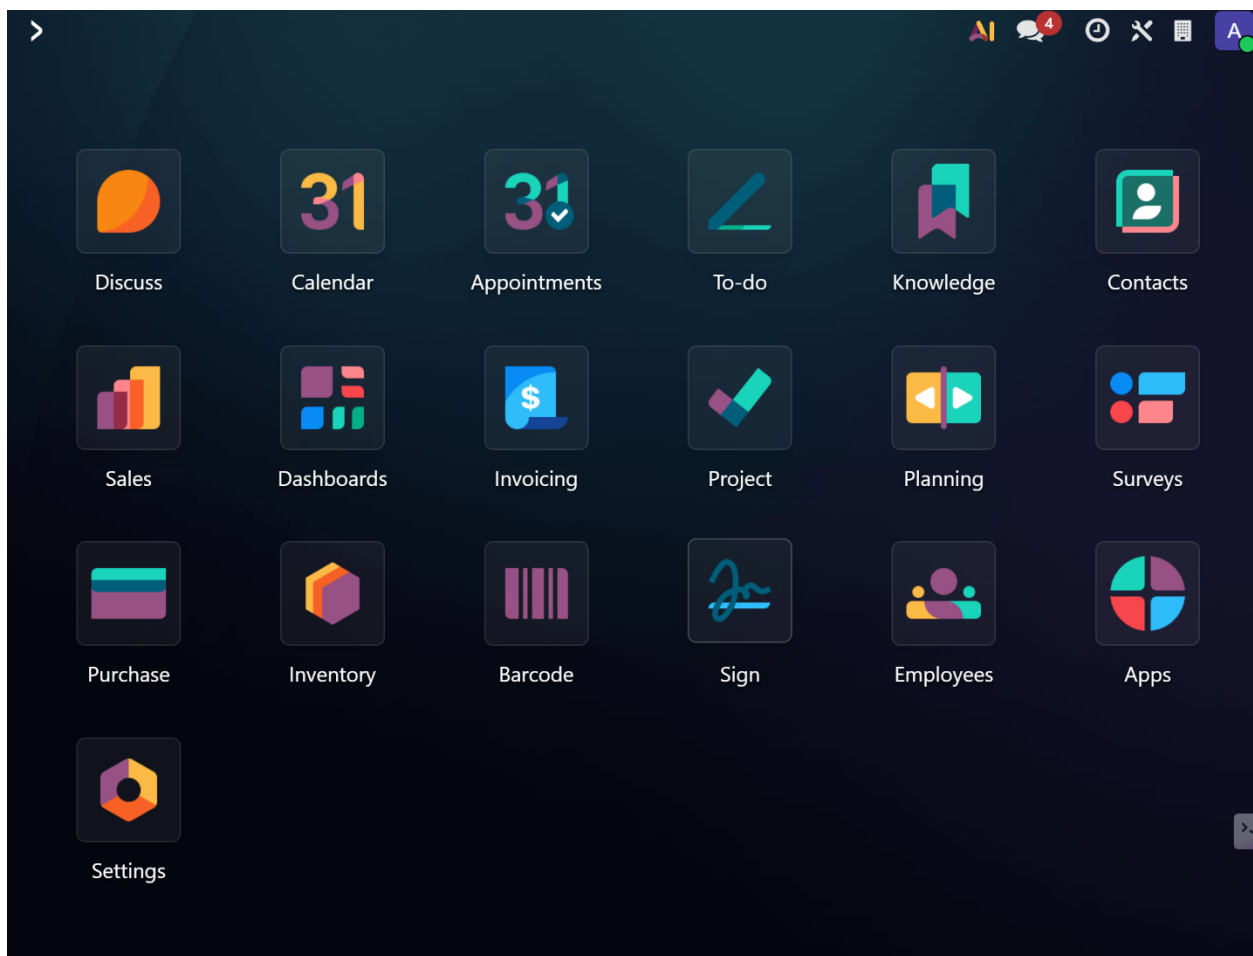 AI 4 A
31 31
Discuss Calendar Appointments To-do Knowledge Contacts
$
Sales Dashboards Invoicing Project Planning Surveys
Purchase Inventory Barcode Sign Employees Apps
Settings